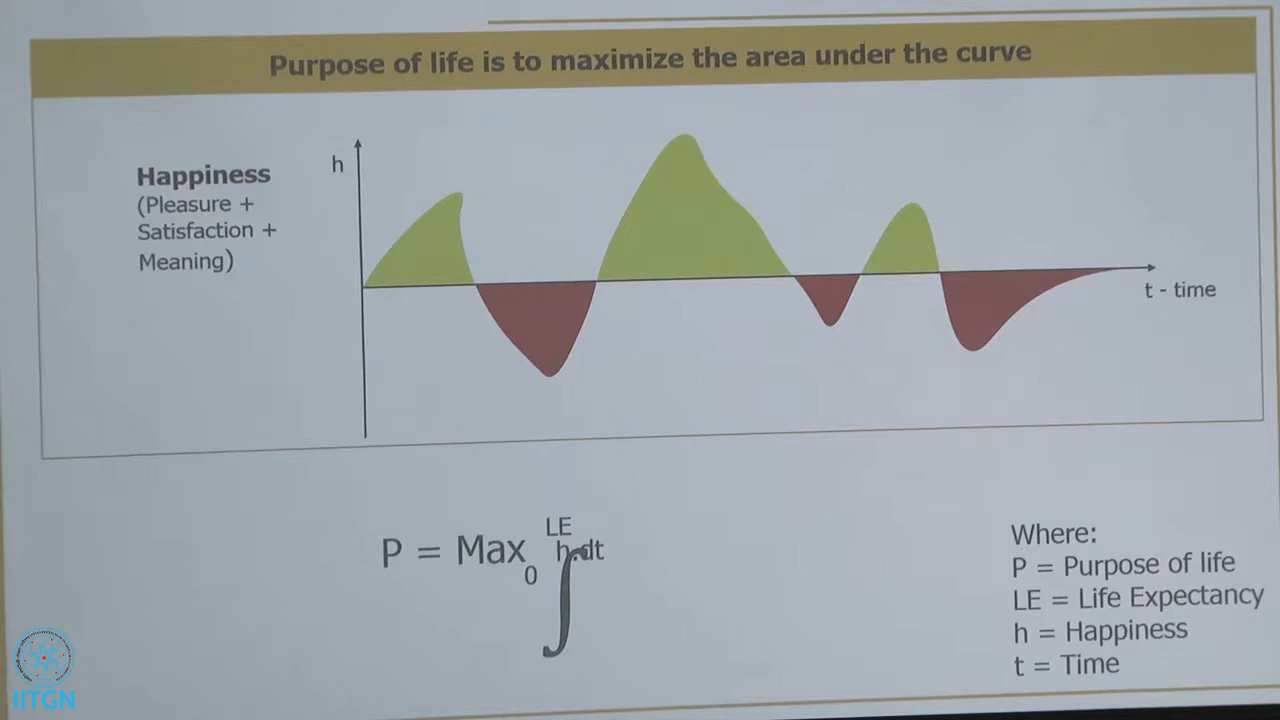 Purpose of life is to maximize the area under the curve
Happiness
(Pleasure +
Satisfaction +
Meaning)
h
t - time
P = Max ∫ h.dt
LE
0
Where:
P = Purpose of life
LE = Life Expectancy
h = Happiness
t = Time
IITGN